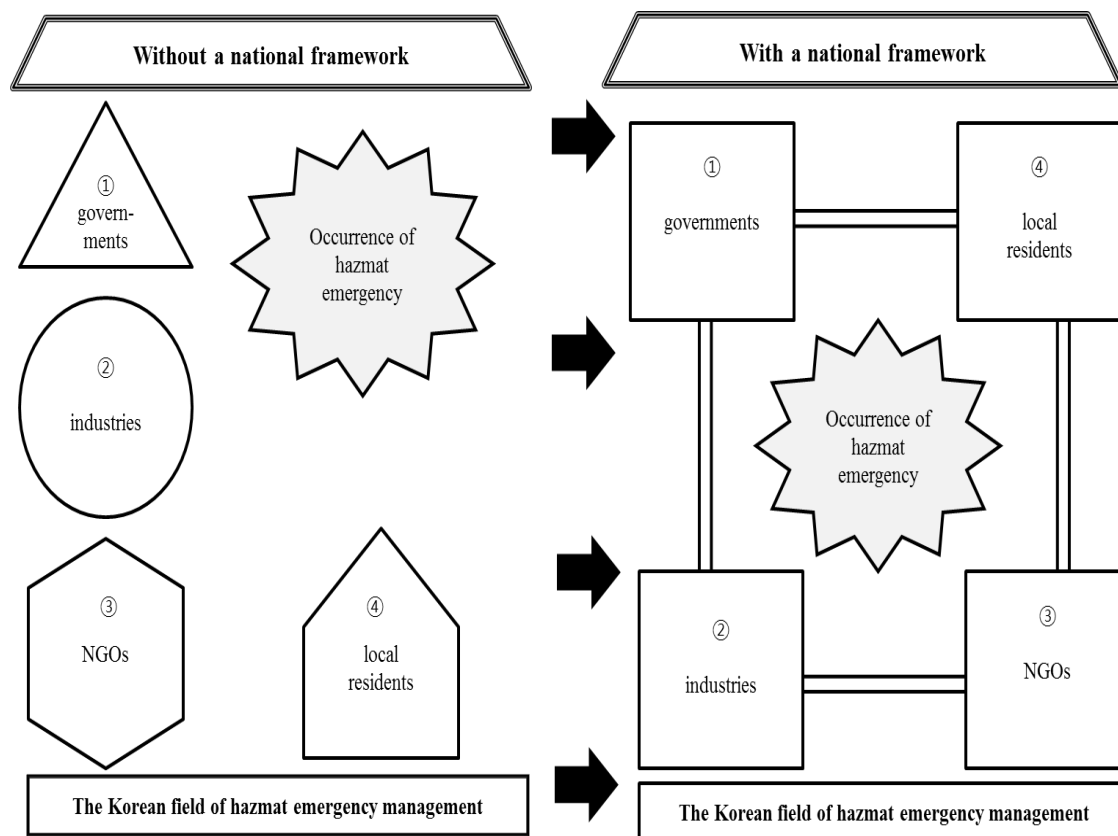 Without a national framework
①
govern-
ments
Occurrence of
hazmat
emergency
②
industries
③
NGOs
④
local
residents
The Korean field of hazmat emergency management
With a national framework
①
governments
④
local
residents
Occurrence of
hazmat
emergency
②
industries
③
NGOs
The Korean field of hazmat emergency management